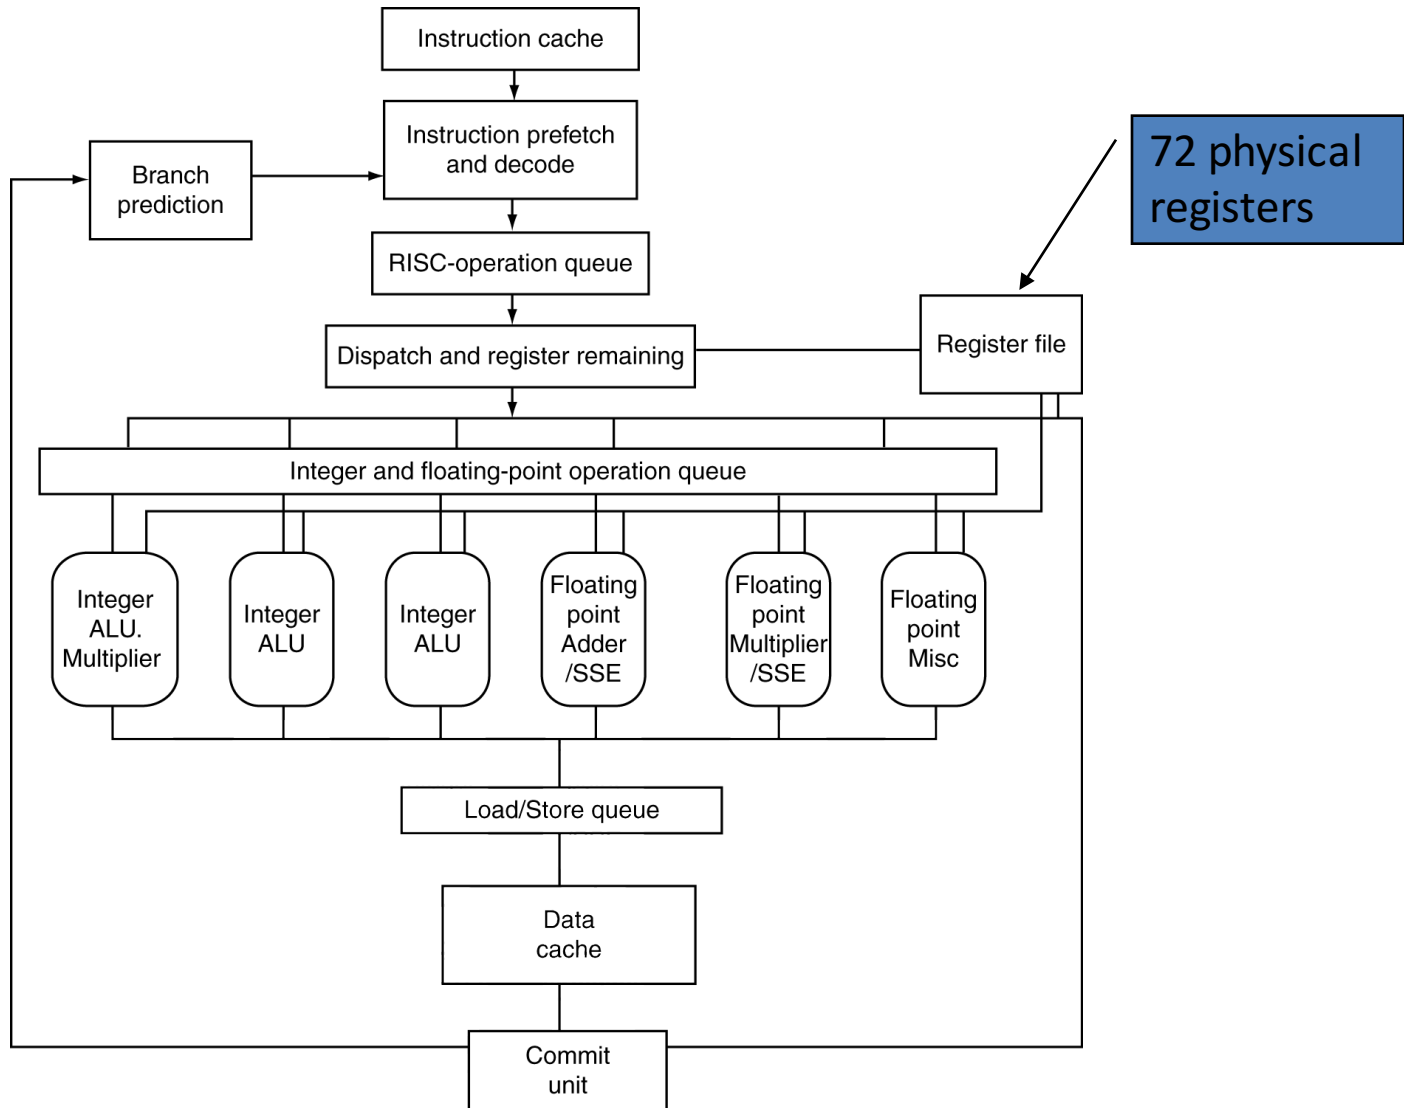 Instruction cache
Instruction prefetch
and decode
72 physical
registers
Branch
prediction
RISC-operation queue
Dispatch and register remaining
Register file
Integer and floating-point operation queue
Integer
ALU.
Multiplier
Integer
ALU
Integer
ALU
Floating
point
Adder
/SSE
Floating
point
Multiplier
/SSE
Floating
point
Misc
Load/Store queue
Data
cache
Commit
unit